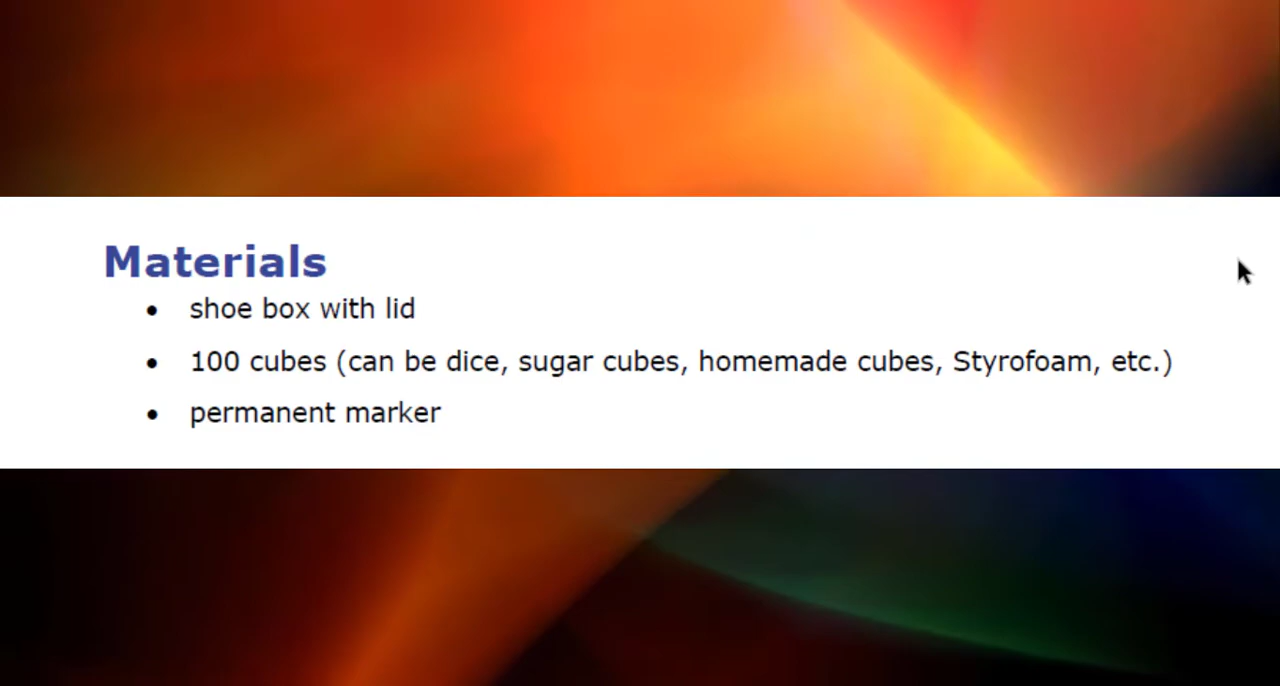 Materials
• shoe box with lid
• 100 cubes (can be dice, sugar cubes, homemade cubes, Styrofoam, etc.)
• permanent marker